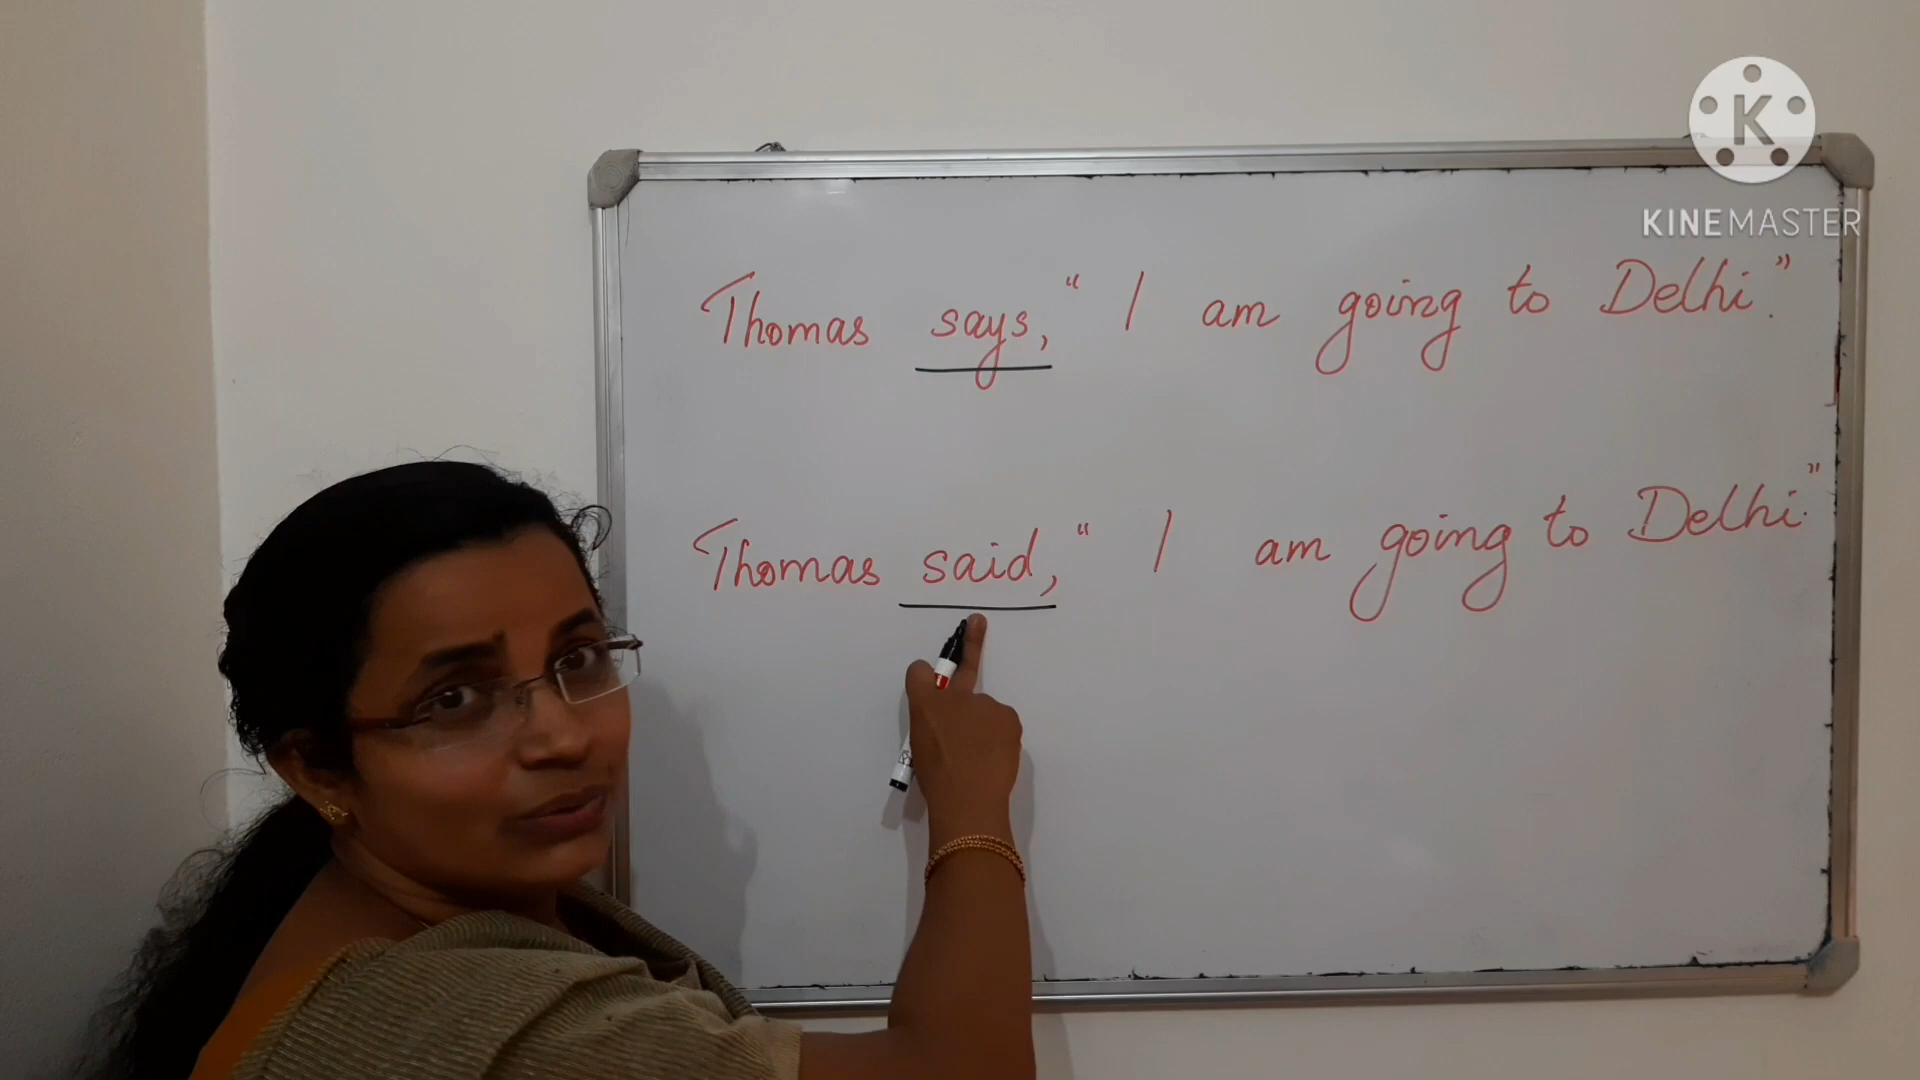 K
KINEMASTER
Thomas says, “ I am going to Delhi.”
Thomas said, “ I am going to Delhi.”